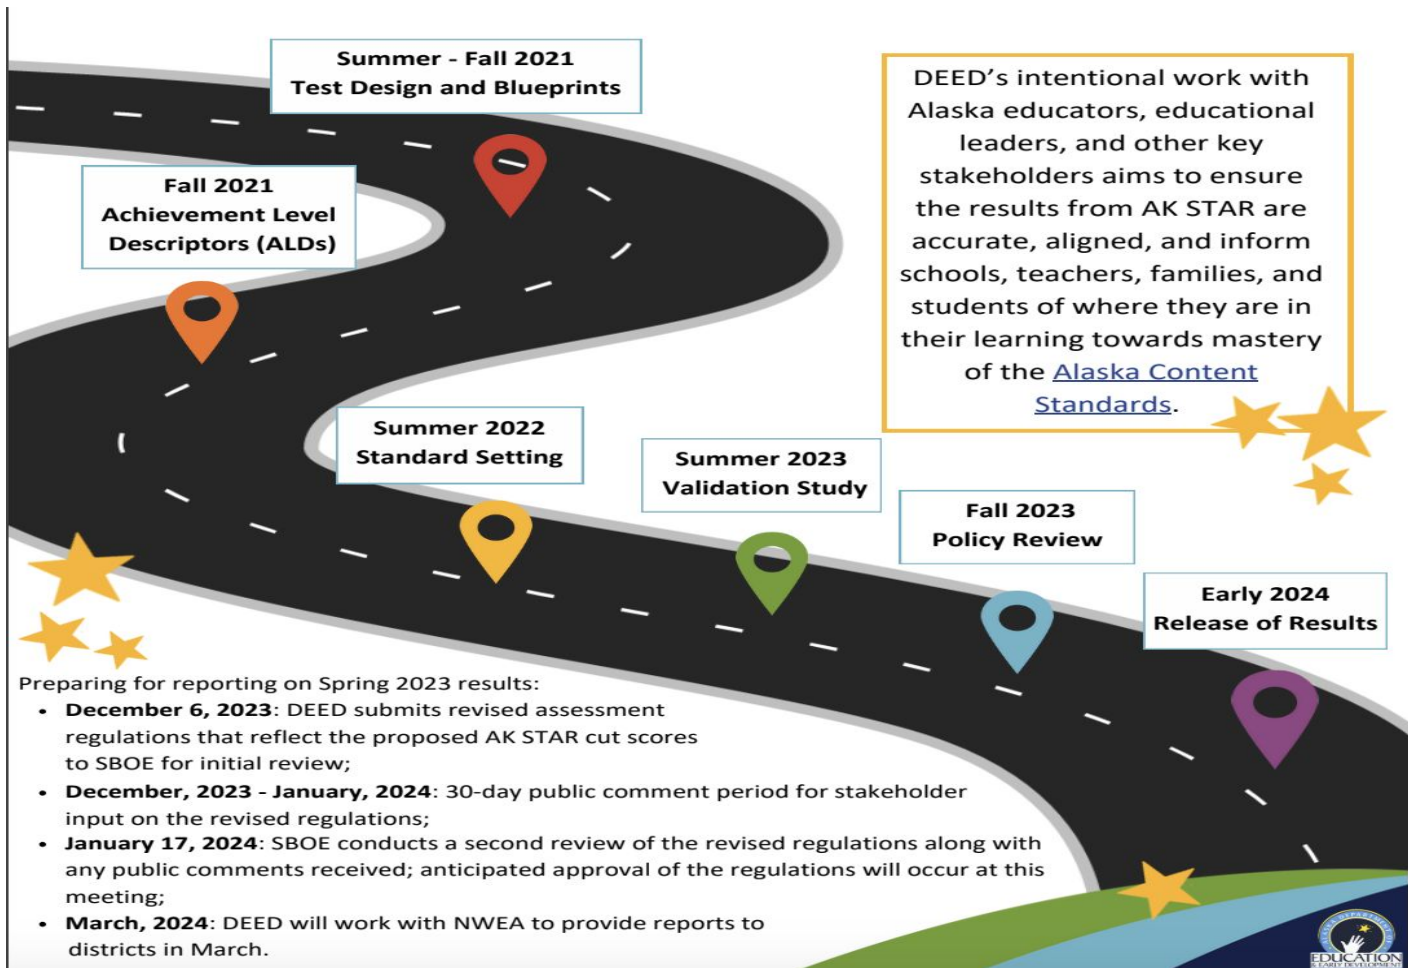 Summer - Fall 2021
Test Design and Blueprints
DEED's intentional work with
Alaska educators, educational
leaders, and other key
stakeholders aims to ensure
the results from AK STAR are
accurate, aligned, and inform
schools, teachers, families, and
students of where they are in
their learning towards mastery
of the Alaska Content
Standards.
Fall 2021
Achievement Level
Descriptors (ALDs)
Summer 2022
Standard Setting
Summer 2023
Validation Study
Fall 2023
Policy Review
Early 2024
Release of Results
Preparing for reporting on Spring 2023 results:
• December 6, 2023: DEED submits revised assessment
regulations that reflect the proposed AK STAR cut scores
to SBOE for initial review;
• December, 2023 - January, 2024: 30-day public comment period for stakeholder
input on the revised regulations;
• January 17, 2024: SBOE conducts a second review of the revised regulations along with
any public comments received; anticipated approval of the regulations will occur at this
meeting;
• March, 2024: DEED will work with NWEA to provide reports to
districts in March.
ALASKA DEPARTMENT OF
EDUCATION
& EARLY DEVELOPMENT